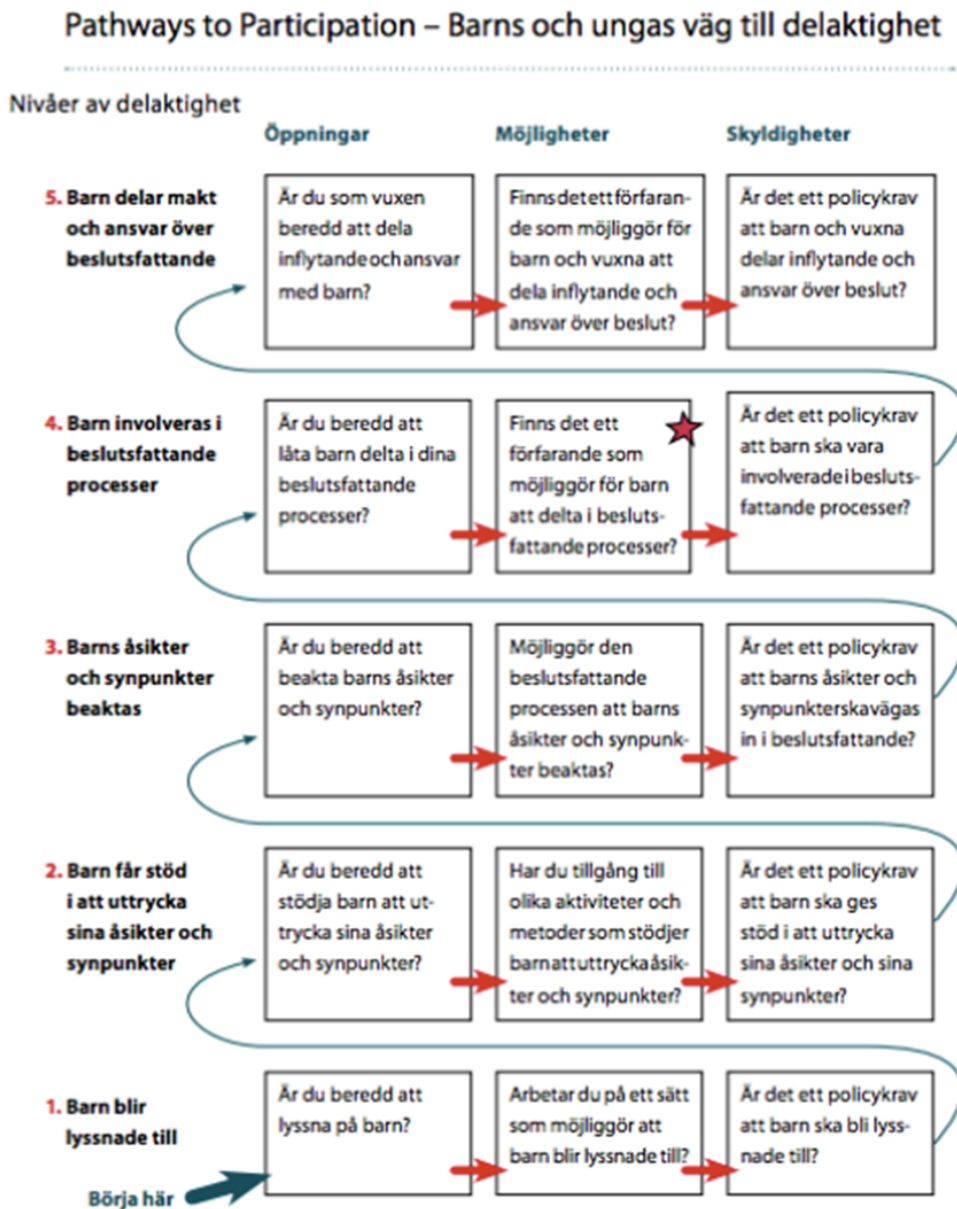 Pathways to Participation – Barns och ungas väg till delaktighet
Nivåer av delaktighet
Öppningar
Möjligheter
Skyldigheter
5. Barn delar makt
och ansvar över
beslutsfattande
Är du som vuxen
beredd att dela
inflytande och ansvar
med barn?
Finns det ett förfaran-
de som möjliggör för
barn och vuxna att
dela inflytande och
ansvar över beslut?
Är det ett policykrav
att barn och vuxna
delar inflytande och
ansvar över beslut?
4. Barn involveras i
beslutsfattande
processer
Är du beredd att
låta barn delta i dina
beslutsfattande
processer?
Finns det ett
förfarande som
möjliggör för barn
att delta i besluts-
fattande processer?
Är det ett policykrav
att barn ska vara
involverade i besluts-
fattande processer?
3. Barns åsikter
och synpunkter
beaktas
Är du beredd att
beakta barns åsikter
och synpunkter?
Möjliggör den
beslutsfattande
processen att barns
åsikter och synpunk-
ter beaktas?
Är det ett policykrav
att barns åsikter och
synpunkter ska vägas
in i beslutsfattande?
2. Barn får stöd
i att uttrycka
sina åsikter och
synpunkter
Är du beredd att
stödja barn att ut-
trycka sina åsikter
och synpunkter?
Har du tillgång till
olika aktiviteter och
metoder som stödjer
barn att uttrycka åsik-
ter och synpunkter?
Är det ett policykrav
att barn ska ges
stöd i att uttrycka
sina åsikter och sina
synpunkter?
1. Barn blir
lyssnade till
Är du beredd att
lyssna på barn?
Arbetar du på ett sätt
som möjliggör att
barn blir lyssnade till?
Är det ett policykrav
att barn ska bli lyss-
nade till?
Börja här